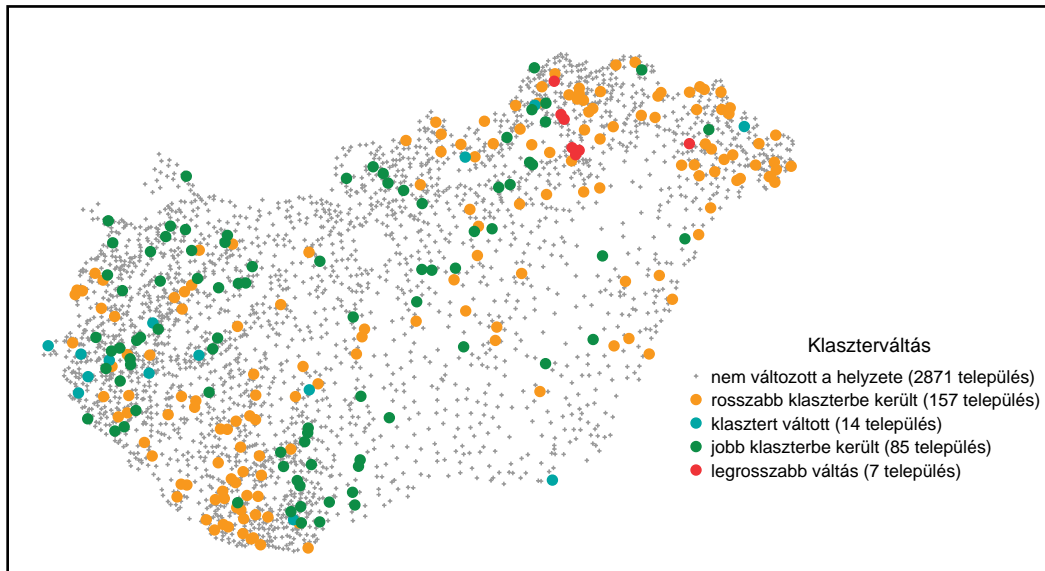 Klaszterváltás
nem változott a helyzete (2871 település)
rosszabb klaszterbe került (157 település)
klasztert váltott (14 település)
jobb klaszterbe került (85 település)
legrosszabb váltás (7 település)